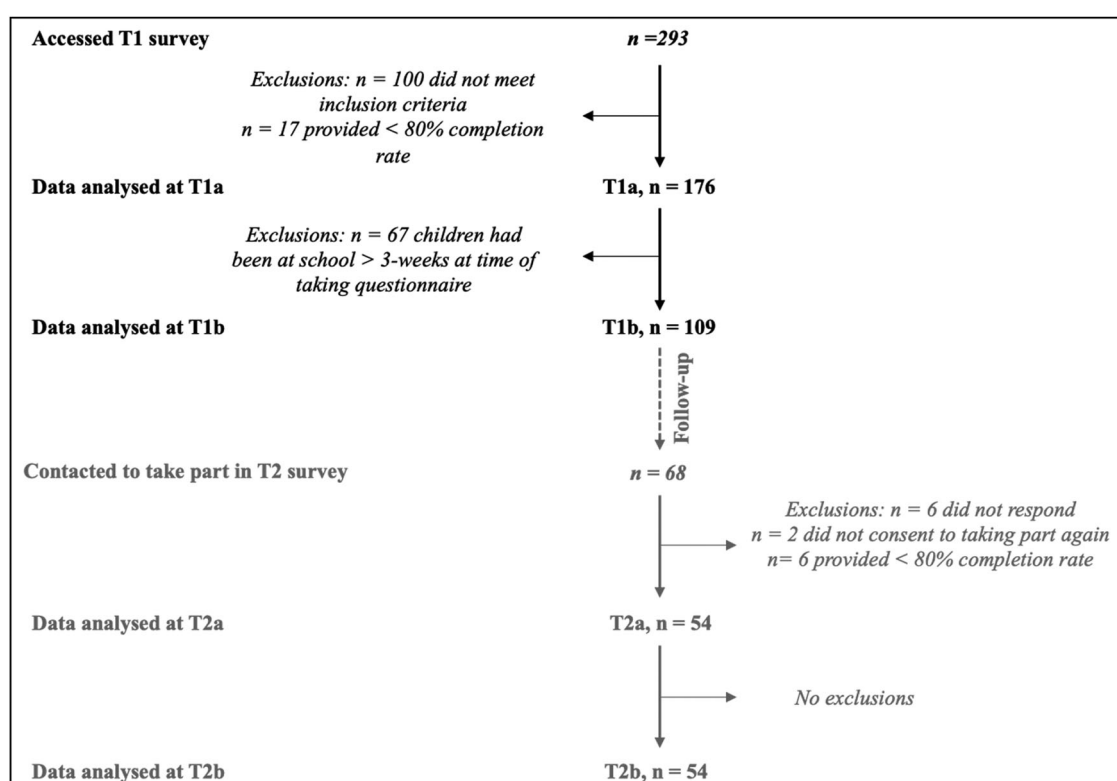 Accessed T1 survey
n =293
Exclusions: n = 100 did not meet
inclusion criteria
n = 17 provided < 80% completion
rate
Data analysed at T1a
T1a, n = 176
Exclusions: n = 67 children had
been at school > 3-weeks at time of
taking questionnaire
Data analysed at T1b
T1b, n = 109
Follow-up
Contacted to take part in T2 survey
n = 68
Exclusions: n = 6 did not respond
n = 2 did not consent to taking part again
n= 6 provided < 80% completion rate
Data analysed at T2a
T2a, n = 54
No exclusions
Data analysed at T2b
T2b, n = 54